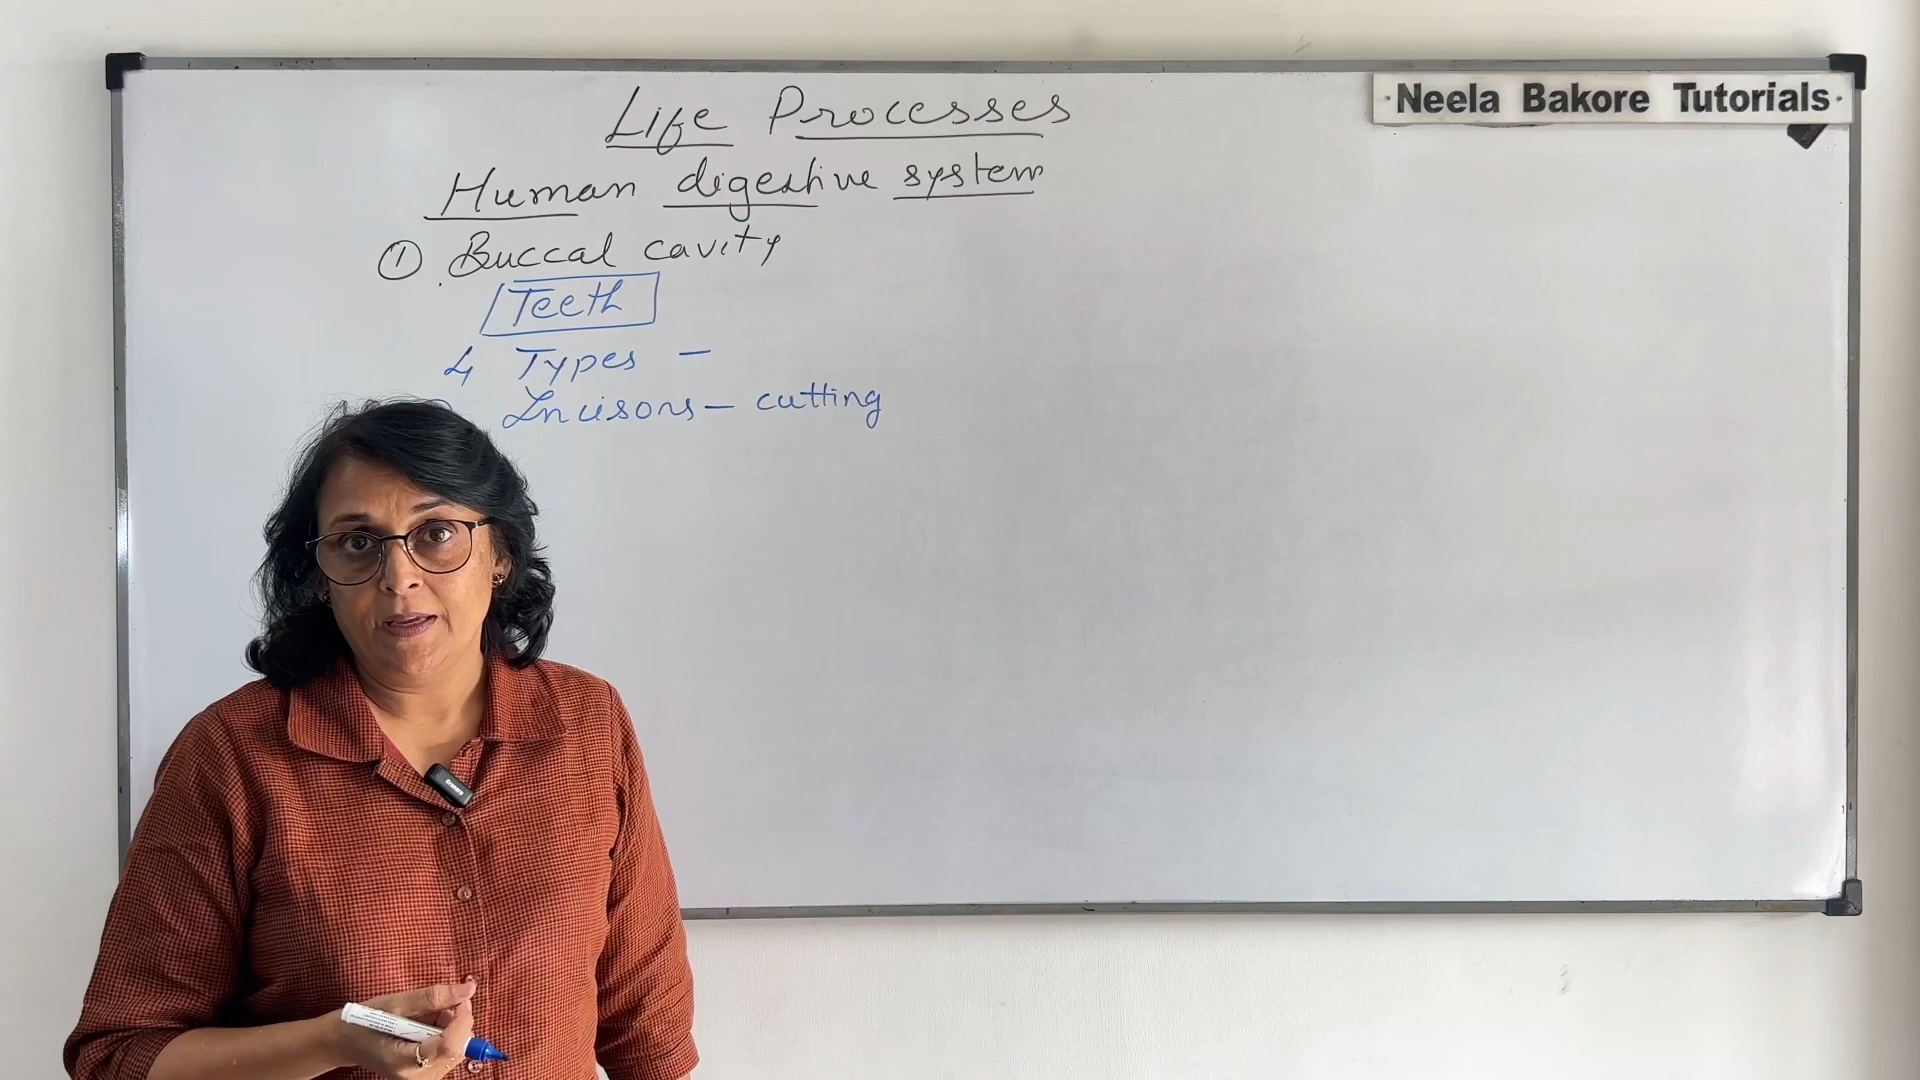 · Neela Bakore Tutorials ·
Life Processes
Human digestive system
① Buccal cavity
Teeth
4 Types –
Incisors – cutting